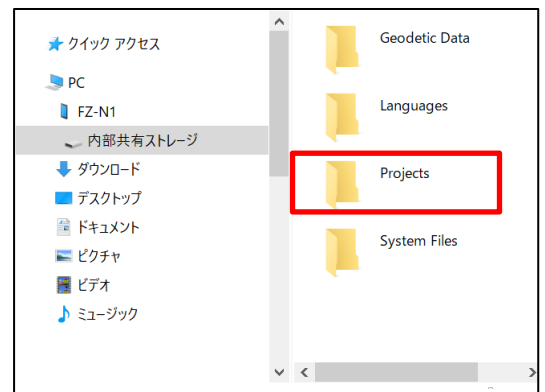 クイック アクセス
PC
FZ-N1
内部共有ストレージ
ダウンロード
デスクトップ
ドキュメント
ピクチャ
ビデオ
ミュージック
Geodetic Data
Languages
Projects
System Files